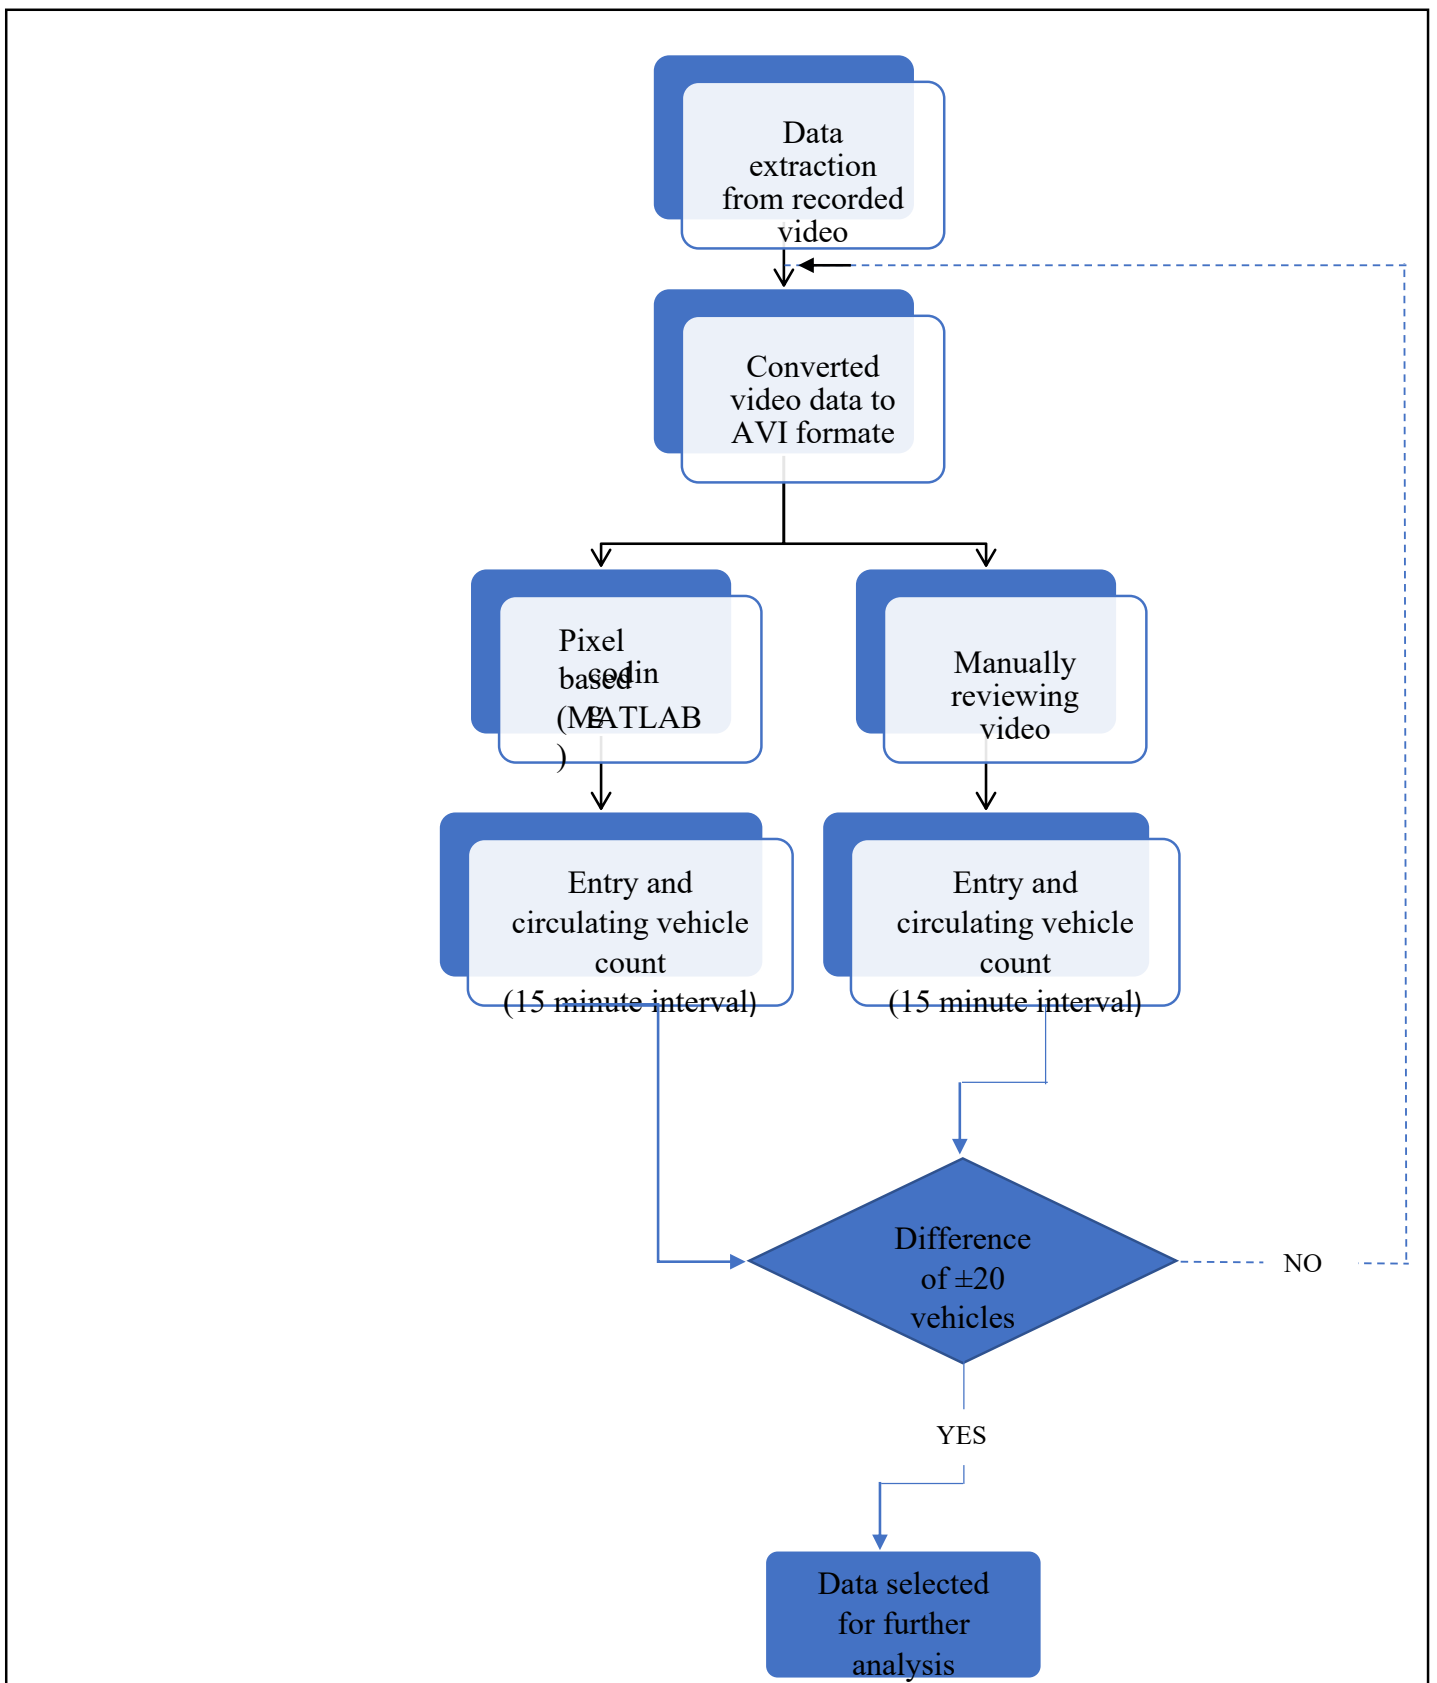 Data
extraction
from recorded
video
Converted
video data to
AVI formate
Pixel
based
codin
g
(MATLAB
)
Manually
reviewing
video
Entry and
circulating vehicle
count
(15 minute interval)
Entry and
circulating vehicle
count
(15 minute interval)
Difference
of ±20
vehicles
NO
YES
Data selected
for further
analysis